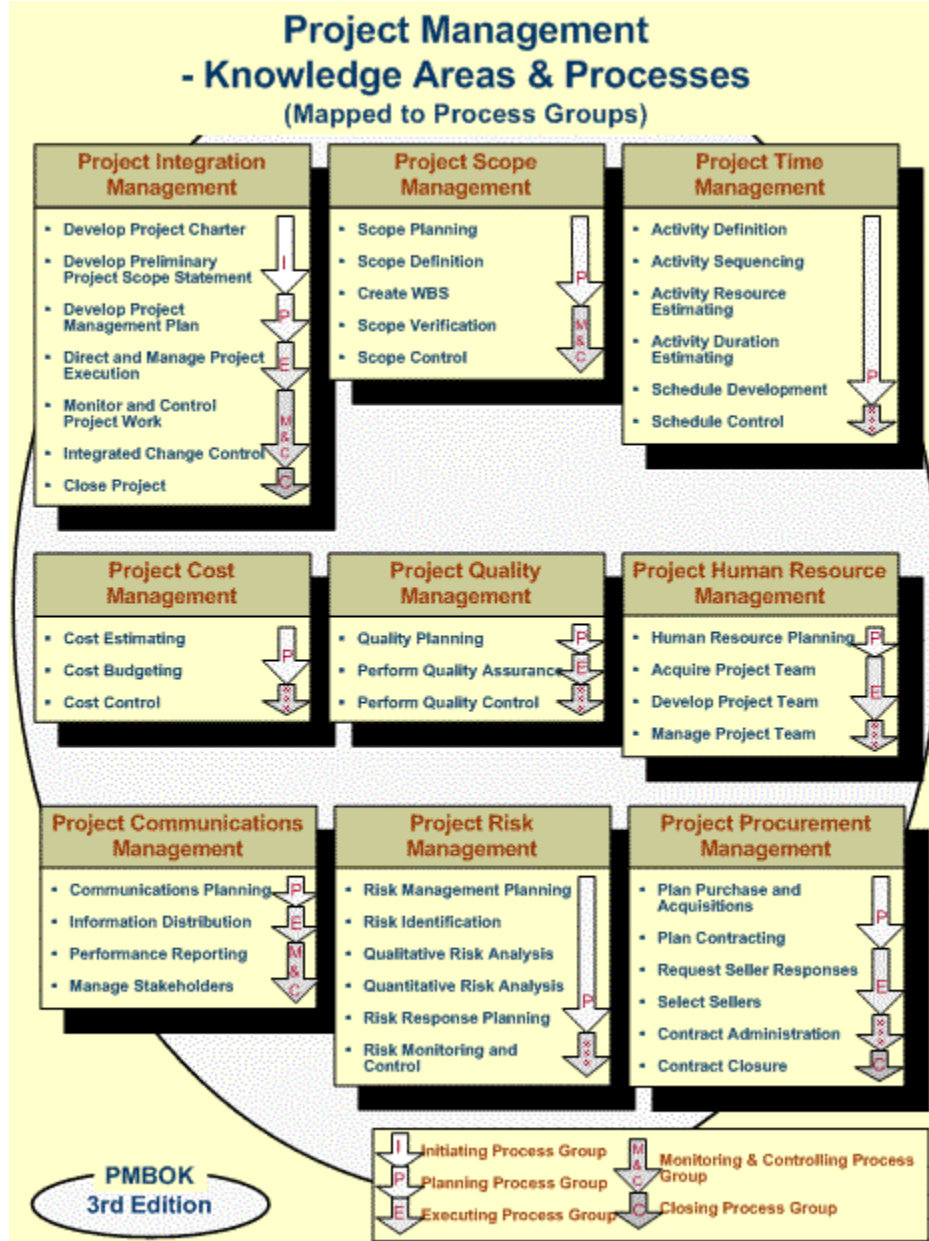 Project Management
- Knowledge Areas & Processes
(Mapped to Process Groups)
Project Integration
Management
• Develop Project Charter
• Develop Preliminary
Project Scope Statement
• Develop Project
Management Plan
• Direct and Manage Project
Execution
• Monitor and Control
Project Work
• Integrated Change Control
• Close Project
I
P
E
M
&
C
C
Project Scope
Management
• Scope Planning
• Scope Definition
• Create WBS
• Scope Verification
• Scope Control
P
M
&
C
Project Time
Management
• Activity Definition
• Activity Sequencing
• Activity Resource
Estimating
• Activity Duration
Estimating
• Schedule Development
• Schedule Control
P
Project Cost
Management
• Cost Estimating
• Cost Budgeting
• Cost Control
P
Project Quality
Management
• Quality Planning
• Perform Quality Assurance
• Perform Quality Control
P
E
Project Human Resource
Management
• Human Resource Planning
• Acquire Project Team
• Develop Project Team
• Manage Project Team
P
E
Project Communications
Management
• Communications Planning
• Information Distribution
• Performance Reporting
• Manage Stakeholders
P
E
M
&
C
Project Risk
Management
• Risk Management Planning
• Risk Identification
• Qualitative Risk Analysis
• Quantitative Risk Analysis
• Risk Response Planning
• Risk Monitoring and
Control
P
Project Procurement
Management
• Plan Purchase and
Acquisitions
• Plan Contracting
• Request Seller Responses
• Select Sellers
• Contract Administration
• Contract Closure
P
E
C
PMBOK
3rd Edition
I Initiating Process Group
P Planning Process Group
E Executing Process Group
M
&
C
Monitoring & Controlling Process
Group
C Closing Process Group